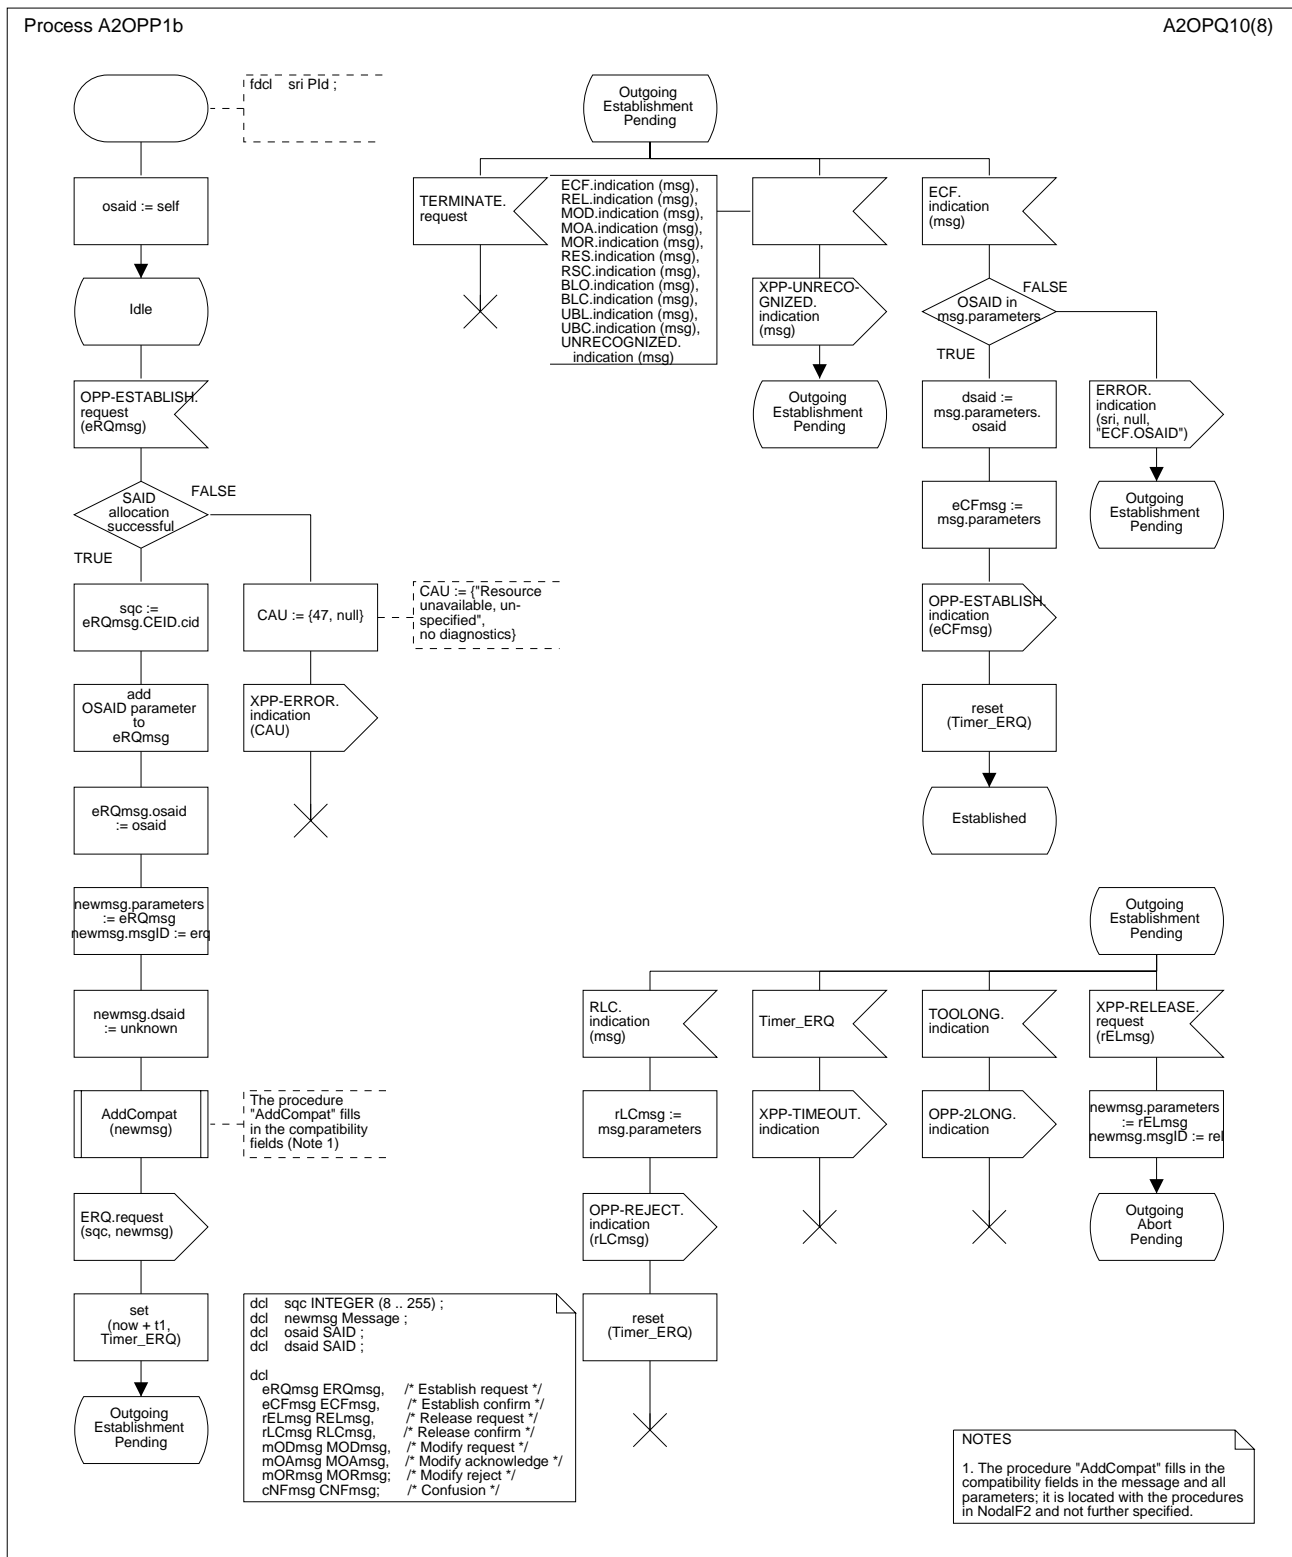 Process A2OPP1b
A2OPQ10(8)
fdcl sri PId ;
osaid := self
Idle
OPP-ESTABLISH.
request
(eRQmsg)
SAID
allocation
successful
FALSE
TRUE
sqc :=
eRQmsg.CEID.cid
CAU := {47, null}
CAU := {"Resource
unavailable, un-
specified",
no diagnostics}
add
OSAID parameter
to
eRQmsg
XPP-ERROR.
indication
(CAU)
eRQmsg.osaid
:= osaid
newmsg.parameters
:= eRQmsg
newmsg.msgID := erq
newmsg.dsaid
:= unknown
AddCompat
(newmsg)
The procedure
"AddCompat" fills
in the compatibility
fields (Note 1)
ERQ.request
(sqc, newmsg)
set
(now + t1,
Timer_ERQ)
Outgoing
Establishment
Pending
Outgoing
Establishment
Pending
TERMINATE.
request
ECF.indication (msg),
REL.indication (msg),
MOD.indication (msg),
MOA.indication (msg),
MOR.indication (msg),
RES.indication (msg),
RSC.indication (msg),
BLO.indication (msg),
BLC.indication (msg),
UBL.indication (msg),
UBC.indication (msg),
UNRECOGNIZED.
indication (msg)
XPP-UNRECO-
GNIZED.
indication
(msg)
Outgoing
Establishment
Pending
ECF.
indication
(msg)
OSAID in
msg.parameters
FALSE
TRUE
dsaid :=
msg.parameters.
osaid
ERROR.
indication
(sri, null,
"ECF.OSAID")
eCFmsg :=
msg.parameters
Outgoing
Establishment
Pending
OPP-ESTABLISH.
indication
(eCFmsg)
reset
(Timer_ERQ)
Established
Outgoing
Establishment
Pending
RLC.
indication
(msg)
Timer_ERQ
TOOLONG.
indication
XPP-RELEASE.
request
(rELmsg)
rLCmsg :=
msg.parameters
XPP-TIMEOUT.
indication
OPP-2LONG.
indication
newmsg.parameters
:= rELmsg
newmsg.msgID := rel
OPP-REJECT.
indication
(rLCmsg)
Outgoing
Abort
Pending
reset
(Timer_ERQ)
dcl sqc INTEGER (8 .. 255) ;
dcl newmsg Message ;
dcl osaid SAID ;
dcl dsaid SAID ;
dcl
eRQmsg ERQmsg, /* Establish request */
eCFmsg ECFmsg, /* Establish confirm */
rELmsg RELmsg, /* Release request */
rLCmsg RLCmsg, /* Release confirm */
mODmsg MODmsg, /* Modify request */
mOAmsg MOAmsg, /* Modify acknowledge */
mORmsg MORmsg; /* Modify reject */
cNFmsg CNFmsg; /* Confusion */
NOTES
1. The procedure "AddCompat" fills in the
compatibility fields in the message and all
parameters; it is located with the procedures
in NodalF2 and not further specified.